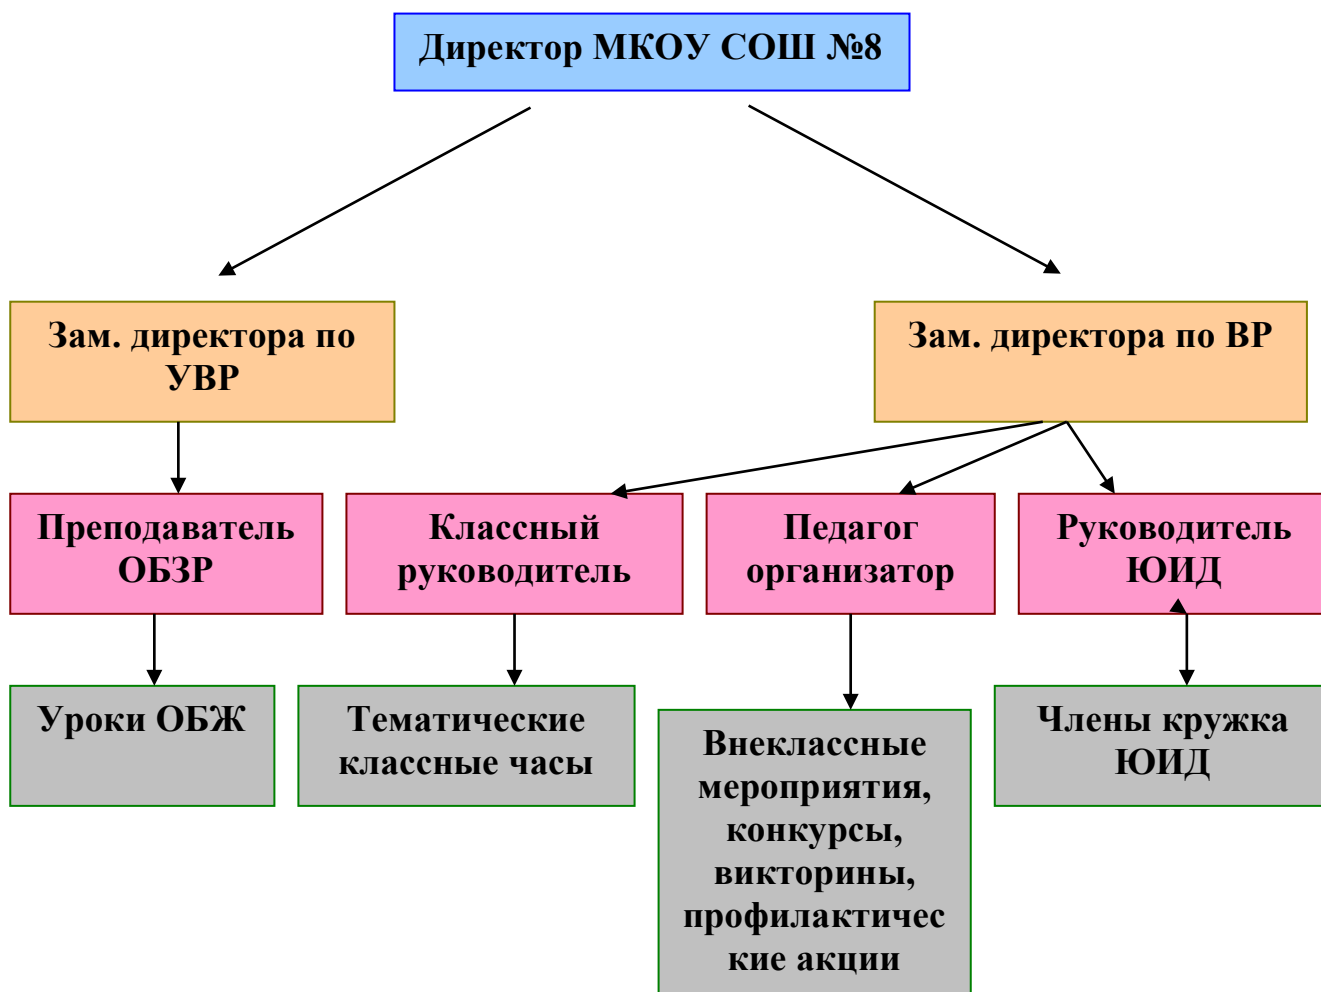 Директор МКОУ СОШ №8
Зам. директора по
УВР
Зам. директора по ВР
Преподаватель
ОБЗР
Классный
руководитель
Педагог
организатор
Руководитель
ЮИД
Уроки ОБЖ
Тематические
классные часы
Внеклассные
мероприятия,
конкурсы,
викторины,
профилактичес
кие акции
Члены кружка
ЮИД